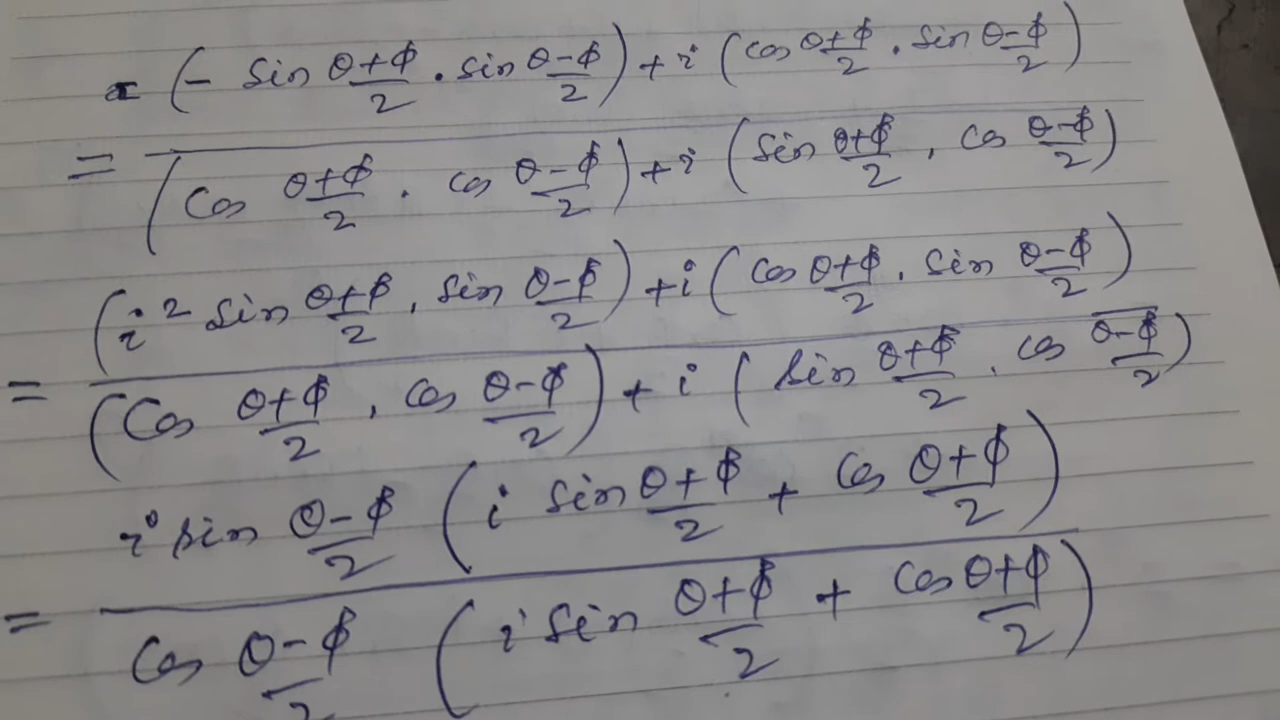 (- Sin θ+ϕ/2 . sin θ-ϕ/2) + i (cos θ+ϕ/2 . sin θ-ϕ/2)
=
(Cos θ+ϕ/2 . cos θ-ϕ/2) + i (Sin θ+ϕ/2 . cos θ-ϕ/2)
(i² sin θ+ϕ/2 . sin θ-ϕ/2) + i (cos θ+ϕ/2 . sin θ-ϕ/2)
=
(Cos θ+ϕ/2 . cos θ-ϕ/2) + i (sin θ+ϕ/2 . cos θ-ϕ/2)
i sin θ-ϕ/2 (i sin θ+ϕ/2 + cos θ+ϕ/2)
=
Cos θ-ϕ/2 (i sin θ+ϕ/2 + cos θ+ϕ/2)